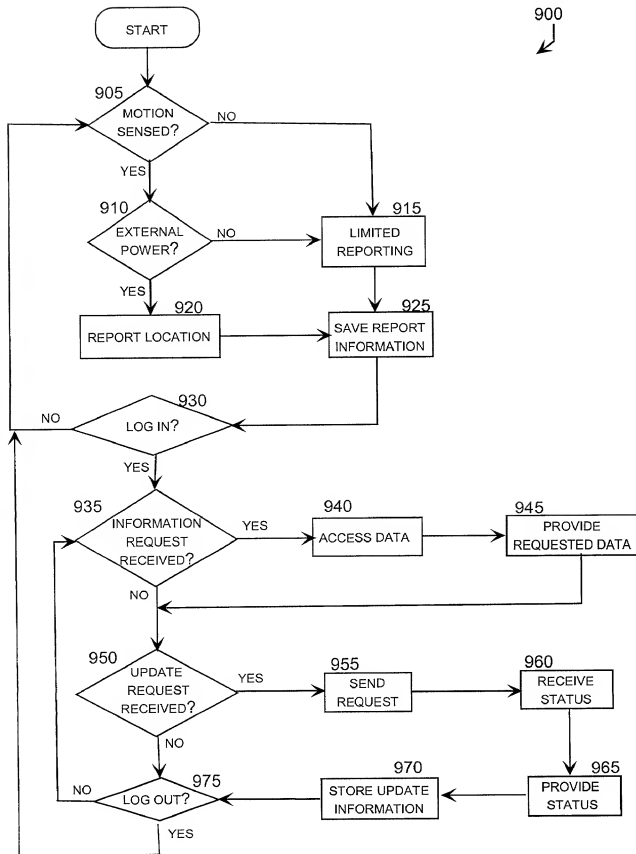 START
900
905
MOTION
SENSED?
NO
YES
910
EXTERNAL
POWER?
NO
915
LIMITED
REPORTING
YES
920
REPORT LOCATION
925
SAVE REPORT
INFORMATION
930
NO
LOG IN?
YES
935
INFORMATION
REQUEST
RECEIVED?
YES
940
ACCESS DATA
945
PROVIDE
REQUESTED DATA
NO
950
UPDATE
REQUEST
RECEIVED?
YES
955
SEND
REQUEST
960
RECEIVE
STATUS
NO
975
NO
LOG OUT?
970
STORE UPDATE
INFORMATION
965
PROVIDE
STATUS
YES